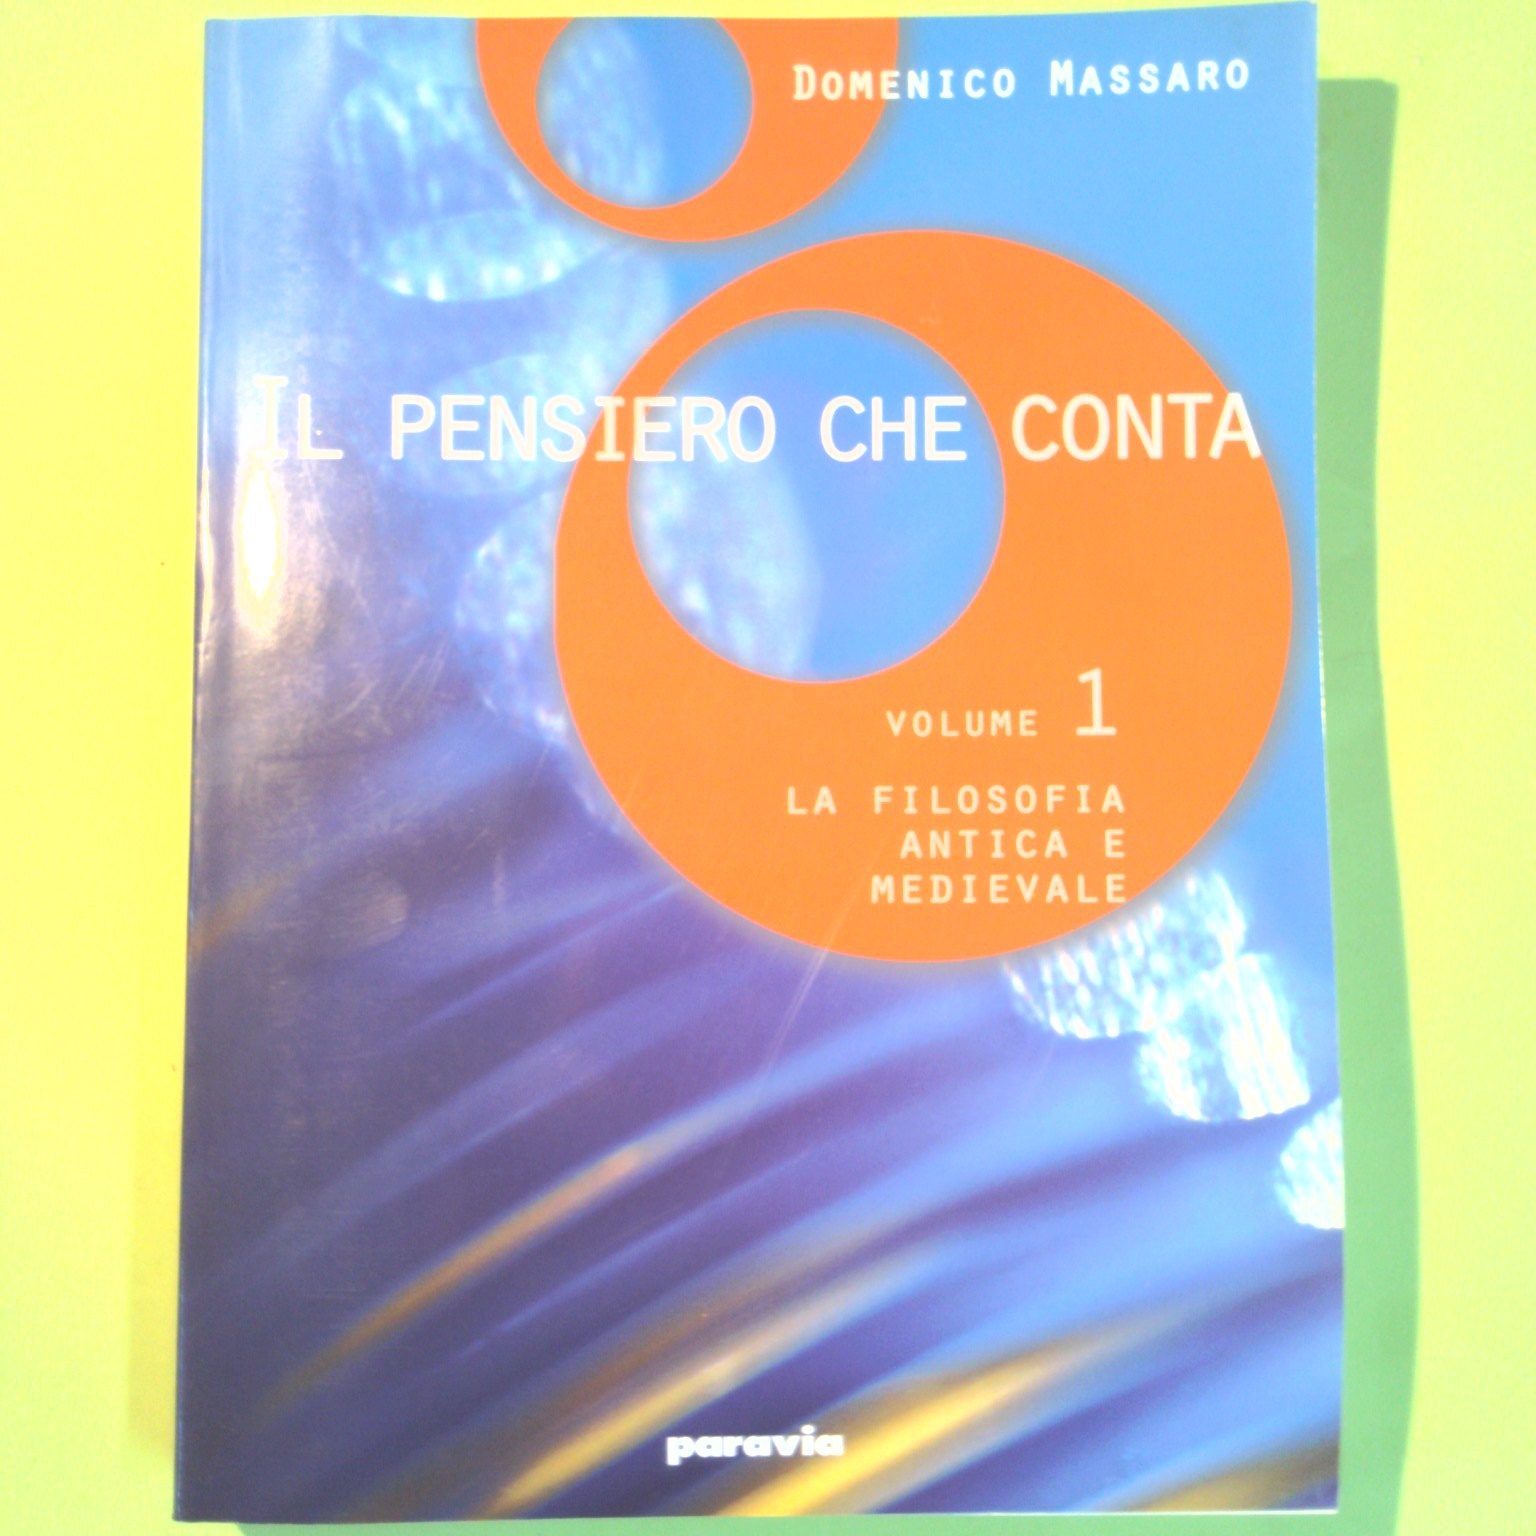 Domenico Massaro
Il pensiero che conta
volume 1
la filosofia
antica e
medievale
paravia